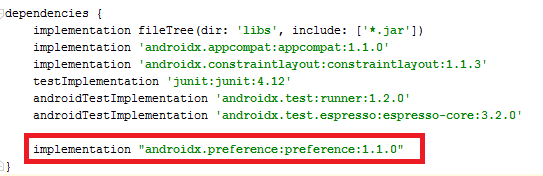 dependencies {
implementation fileTree(dir: 'libs', include: ['*.jar'])
implementation 'androidx.appcompat:appcompat:1.1.0'
implementation 'androidx.constraintlayout:constraintlayout:1.1.3'
testImplementation 'junit:junit:4.12'
androidTestImplementation 'androidx.test:runner:1.2.0'
androidTestImplementation 'androidx.test.espresso:espresso-core:3.2.0'
implementation "androidx.preference:preference:1.1.0"
}